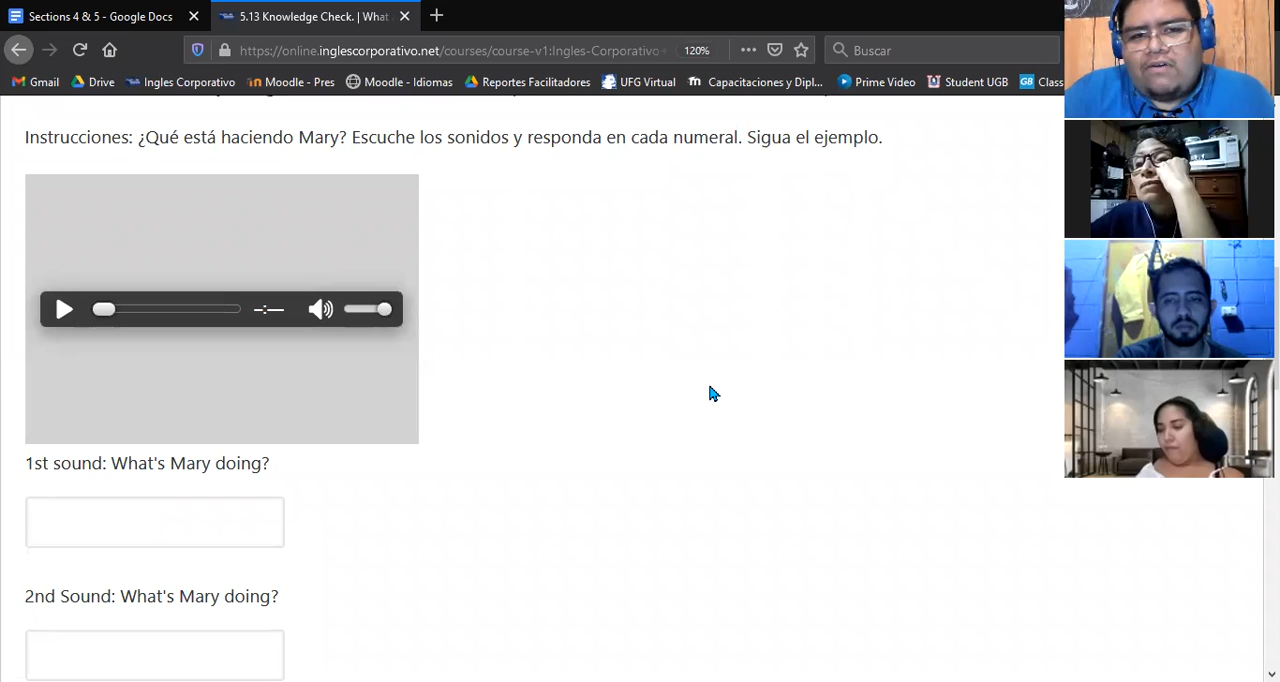 Sections 4 & 5 - Google Docs
5.13 Knowledge Check. | What
https://online.inglescorporativo.net/courses/course-v1:Ingles-Corporativo
120%
Buscar
Gmail
Drive
Ingles Corporativo
Moodle - Pres
Moodle - Idiomas
Reportes Facilitadores
UFG Virtual
Capacitaciones y Dipl...
Prime Video
Student UGB
Class
Instrucciones: ¿Qué está haciendo Mary? Escuche los sonidos y responda en cada numeral. Sigua el ejemplo.
1st sound: What's Mary doing?
2nd Sound: What's Mary doing?